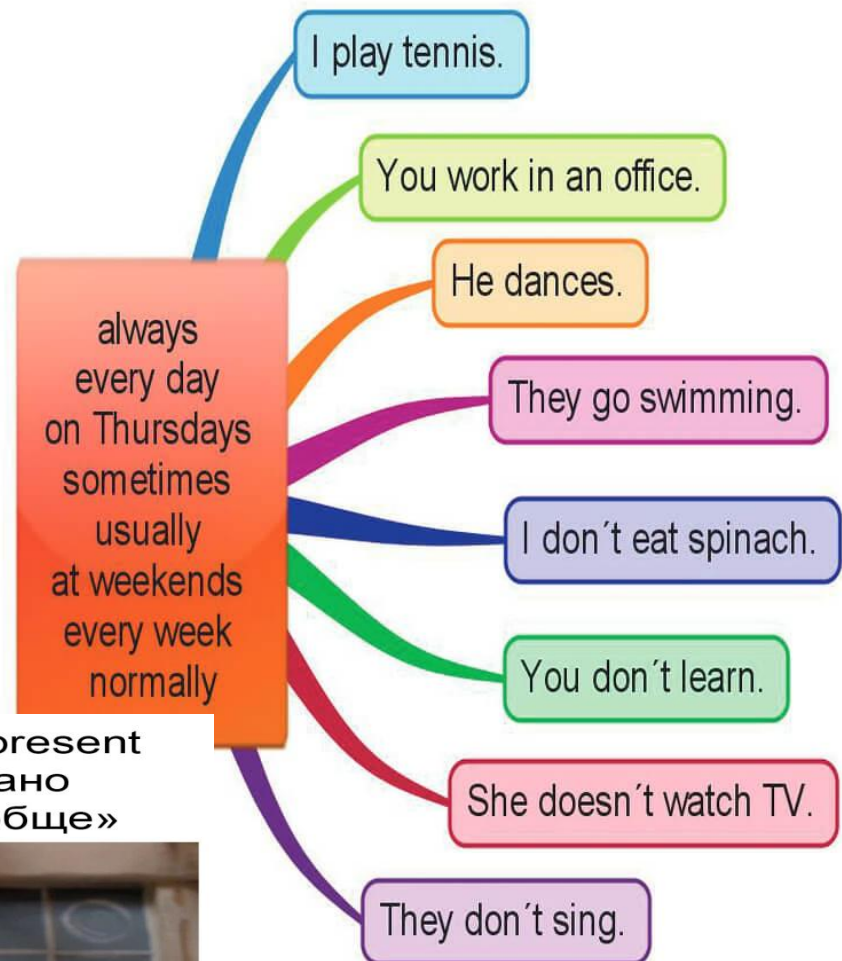 I play tennis.
You work in an office.
He dances.
They go swimming.
always
every day
on Thursdays
sometimes
usually
at weekends
every week
normally
I don´t eat spinach.
You don´t learn.
She doesn´t watch TV.
They don´t sing.
present